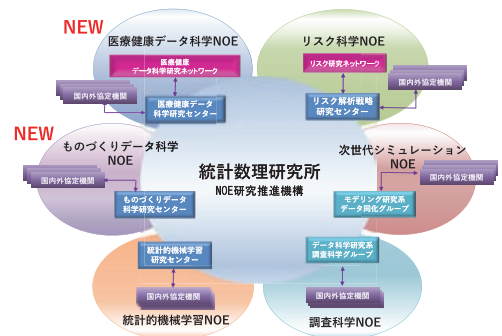 NEW
医療健康データ科学NOE
医療健康
データ科学研究ネットワーク
国内外協定機関
医療健康データ
科学研究センター
リスク科学NOE
リスク研究ネットワーク
国内外協定機関
リスク解析戦略
研究センター
NEW
ものづくりデータ科学
NOE
国内外協定機関
ものづくりデータ
科学研究センター
統計数理研究所
NOE研究推進機構
次世代シミュレーション
NOE
国内外協定機関
モデリング研究系
データ同化グループ
統計的機械学習
研究センター
国内外協定機関
統計的機械学習NOE
データ科学研究系
調査科学グループ
国内外協定機関
調査科学NOE